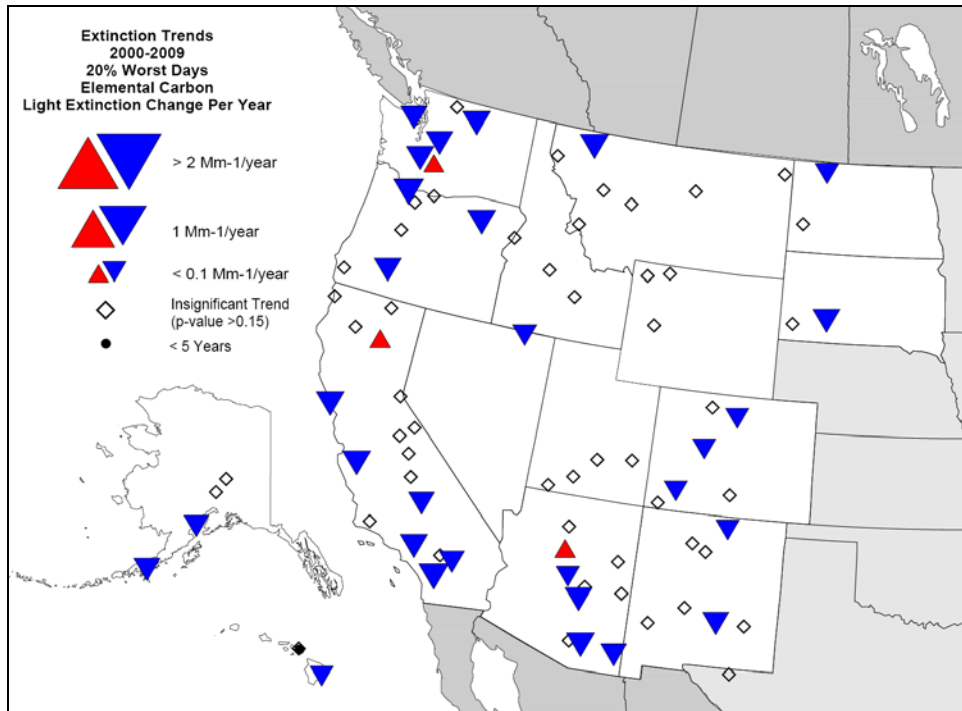 Extinction Trends
2000-2009
20% Worst Days
Elemental Carbon
Light Extinction Change Per Year
> 2 Mm-1/year
1 Mm-1/year
< 0.1 Mm-1/year
Insignificant Trend
(p-value >0.15)
< 5 Years